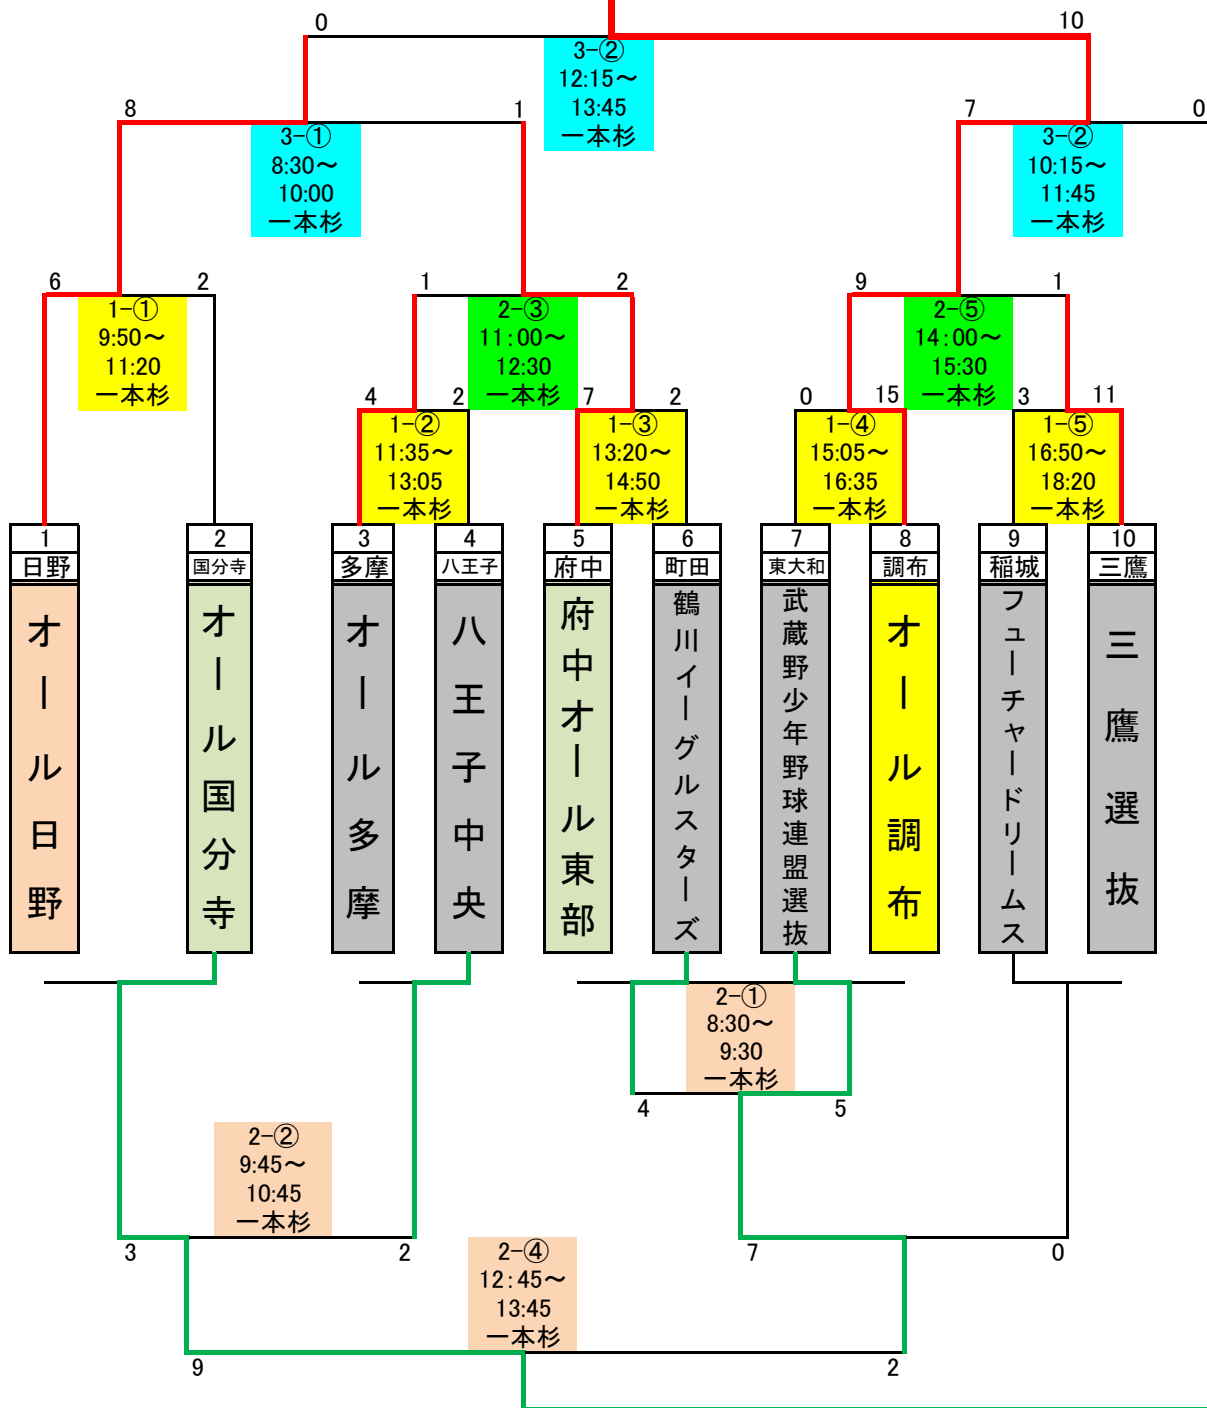 0
10
3-②
12:15～
13:45
一本杉
8
1
7
0
3-①
8:30～
10:00
一本杉
3-②
10:15～
11:45
一本杉
6
2
1
2
9
1
1-①
9:50～
11:20
一本杉
2-③
11:00～
12:30
一本杉
2-⑤
14:00～
15:30
一本杉
4
2
7
2
0
15
3
11
1-②
11:35～
13:05
一本杉
1-③
13:20～
14:50
一本杉
1-④
15:05～
16:35
一本杉
1-⑤
16:50～
18:20
一本杉
1
2
3
4
5
6
7
8
9
10
日野
国分寺
多摩
八王子
府中
町田
東大和
調布
稲城
三鷹
オール日野
オール国分寺
オール多摩
八王子中央
府中オール東部
鶴川イーグルスターズ
武蔵野少年野球連盟選抜
オール調布
フューチャードリームス
三鷹選抜
2-①
8:30～
9:30
一本杉
4
5
2-②
9:45～
10:45
一本杉
3
2
7
0
2-④
12:45～
13:45
一本杉
9
2